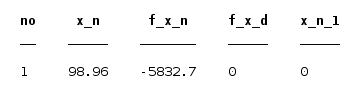 no x_n f_x_n f_x_d x_n_1
1 98.96 -5832.7 0 0